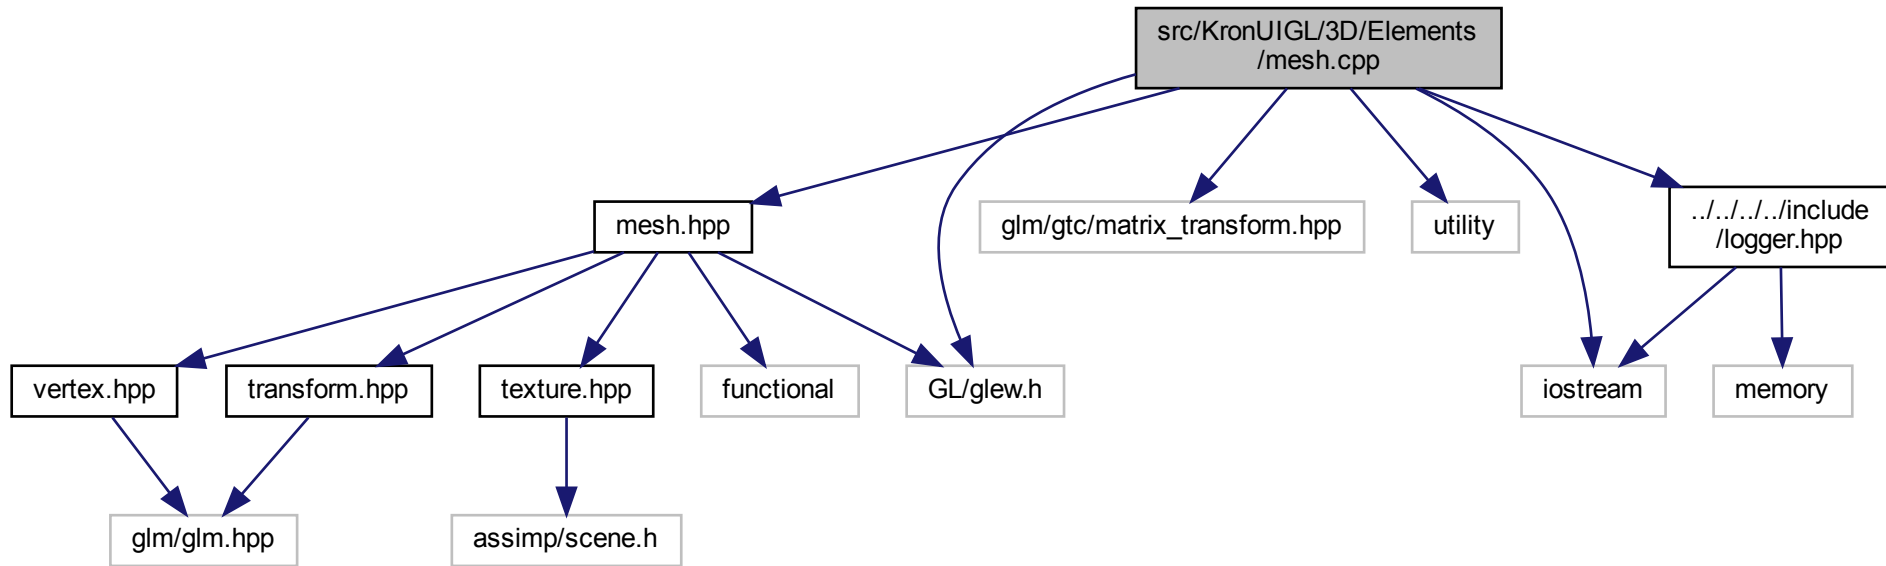 src/KronUIGL/3D/Elements
/mesh.cpp
mesh.hpp
glm/gtc/matrix_transform.hpp
utility
../../../../include
/logger.hpp
vertex.hpp
transform.hpp
texture.hpp
functional
GL/glew.h
iostream
memory
glm/glm.hpp
assimp/scene.h